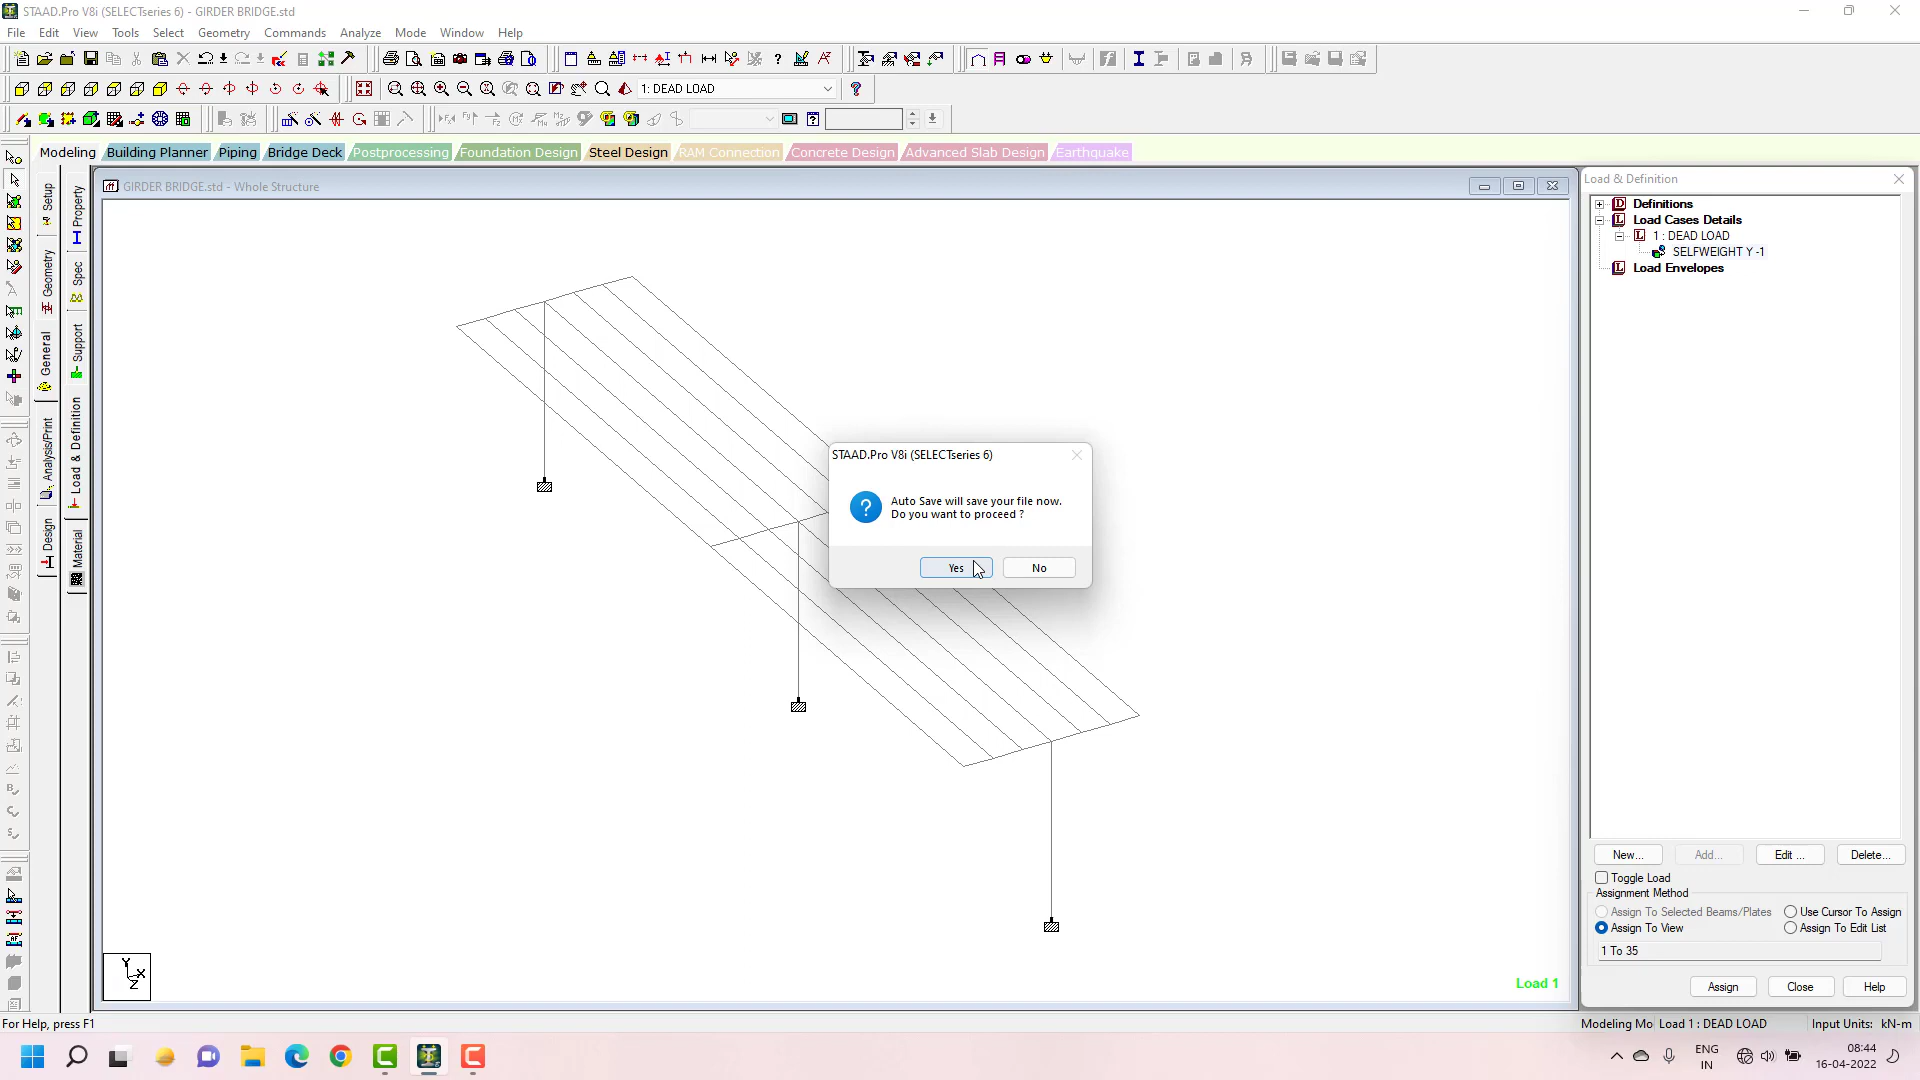 STAAD.Pro V8i (SELECTseries 6) - GIRDER BRIDGE.std
File Edit View Tools Select Geometry Commands Analyze Mode Window Help
1: DEAD LOAD
Modeling Building Planner Piping Bridge Deck Postprocessing Foundation Design Steel Design RAM Connection Concrete Design Advanced Slab Design Earthquake
Setup
Geometry
General
Analysis/Print
Design
Property
Spec
Support
Load & Definition
Material
GIRDER BRIDGE.std - Whole Structure
STAAD.Pro V8i (SELECTseries 6)
Auto Save will save your file now.
Do you want to proceed ?
Yes No
Y
X
Z
Load 1
Load & Definition
Definitions
Load Cases Details
1 : DEAD LOAD
SELFWEIGHT Y -1
Load Envelopes
New... Add... Edit ... Delete...
Toggle Load
Assignment Method
Assign To Selected Beams/Plates Use Cursor To Assign
Assign To View Assign To Edit List
1 To 35
Assign Close Help
For Help, press F1
Modeling Mo Load 1 : DEAD LOAD Input Units: kN-m
ENG
IN
08:44
16-04-2022